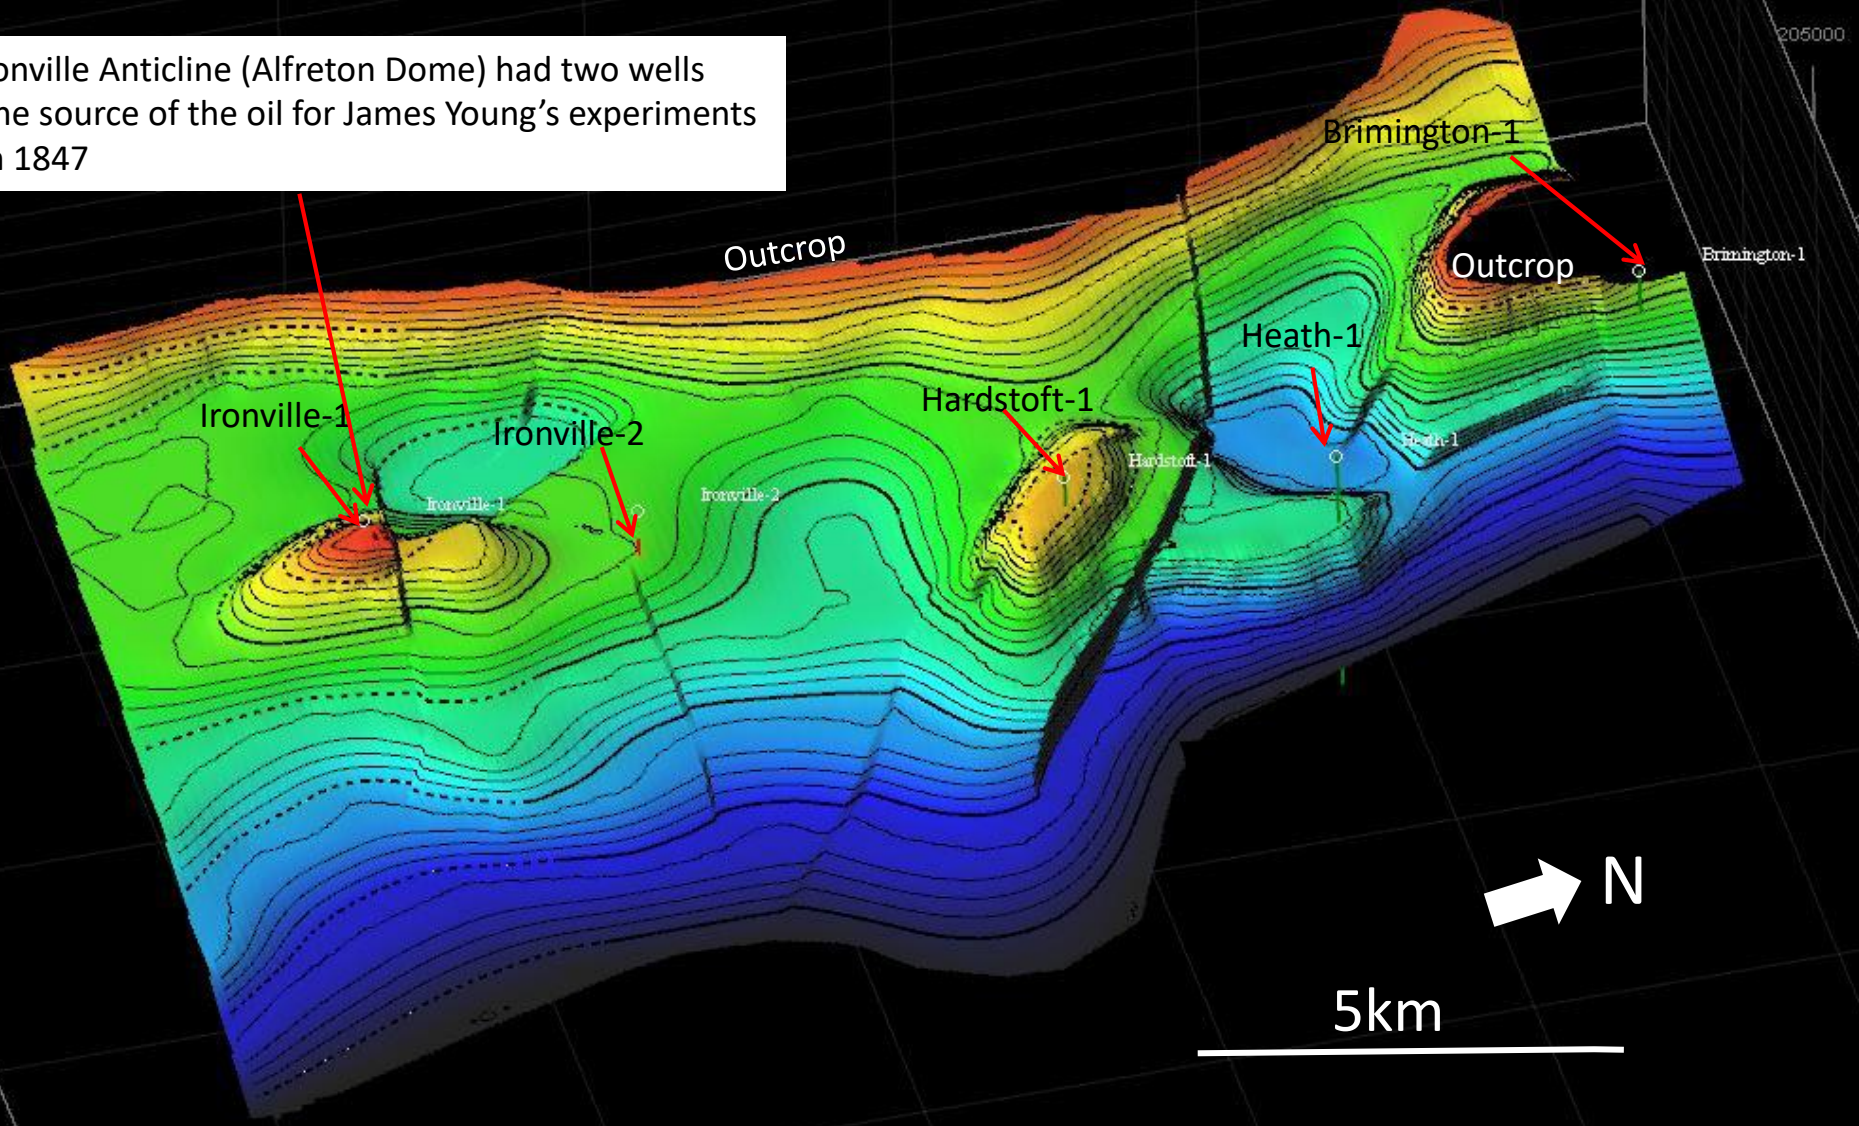 onville Anticline (Alfreton Dome) had two wells
source of the oil for James Young's experiments
1847
205000
Brimington-1
Outcrop
Brimington-1
Outcrop
Heath-1
Hardstoft-1
Ironville-1
Ironville-2
Heath-1
Hardstoft-1
Ironville-2
Ironville-1
N
5km